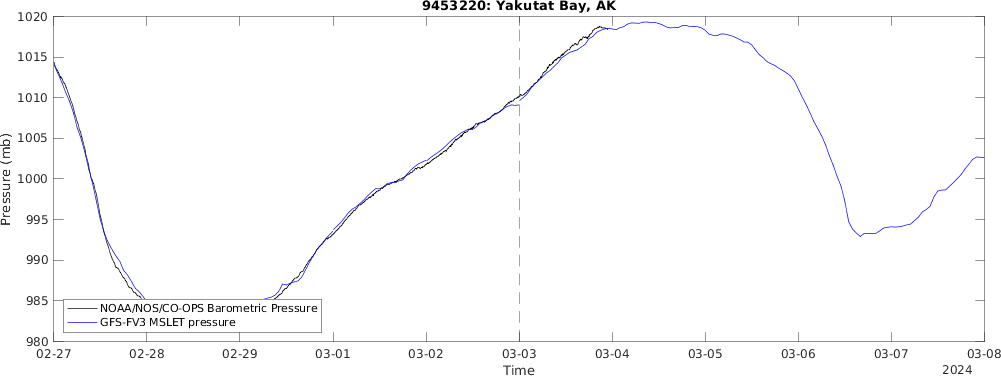 9453220: Yakutat Bay, AK
1020
1015
1010
1005
1000
995
990
985
980
Pressure (mb)
NOAA/NOS/CO-OPS Barometric Pressure
GFS-FV3 MSLET pressure
02-27 02-28 02-29 03-01 03-02 03-03 03-04 03-05 03-06 03-07 03-08
Time
2024